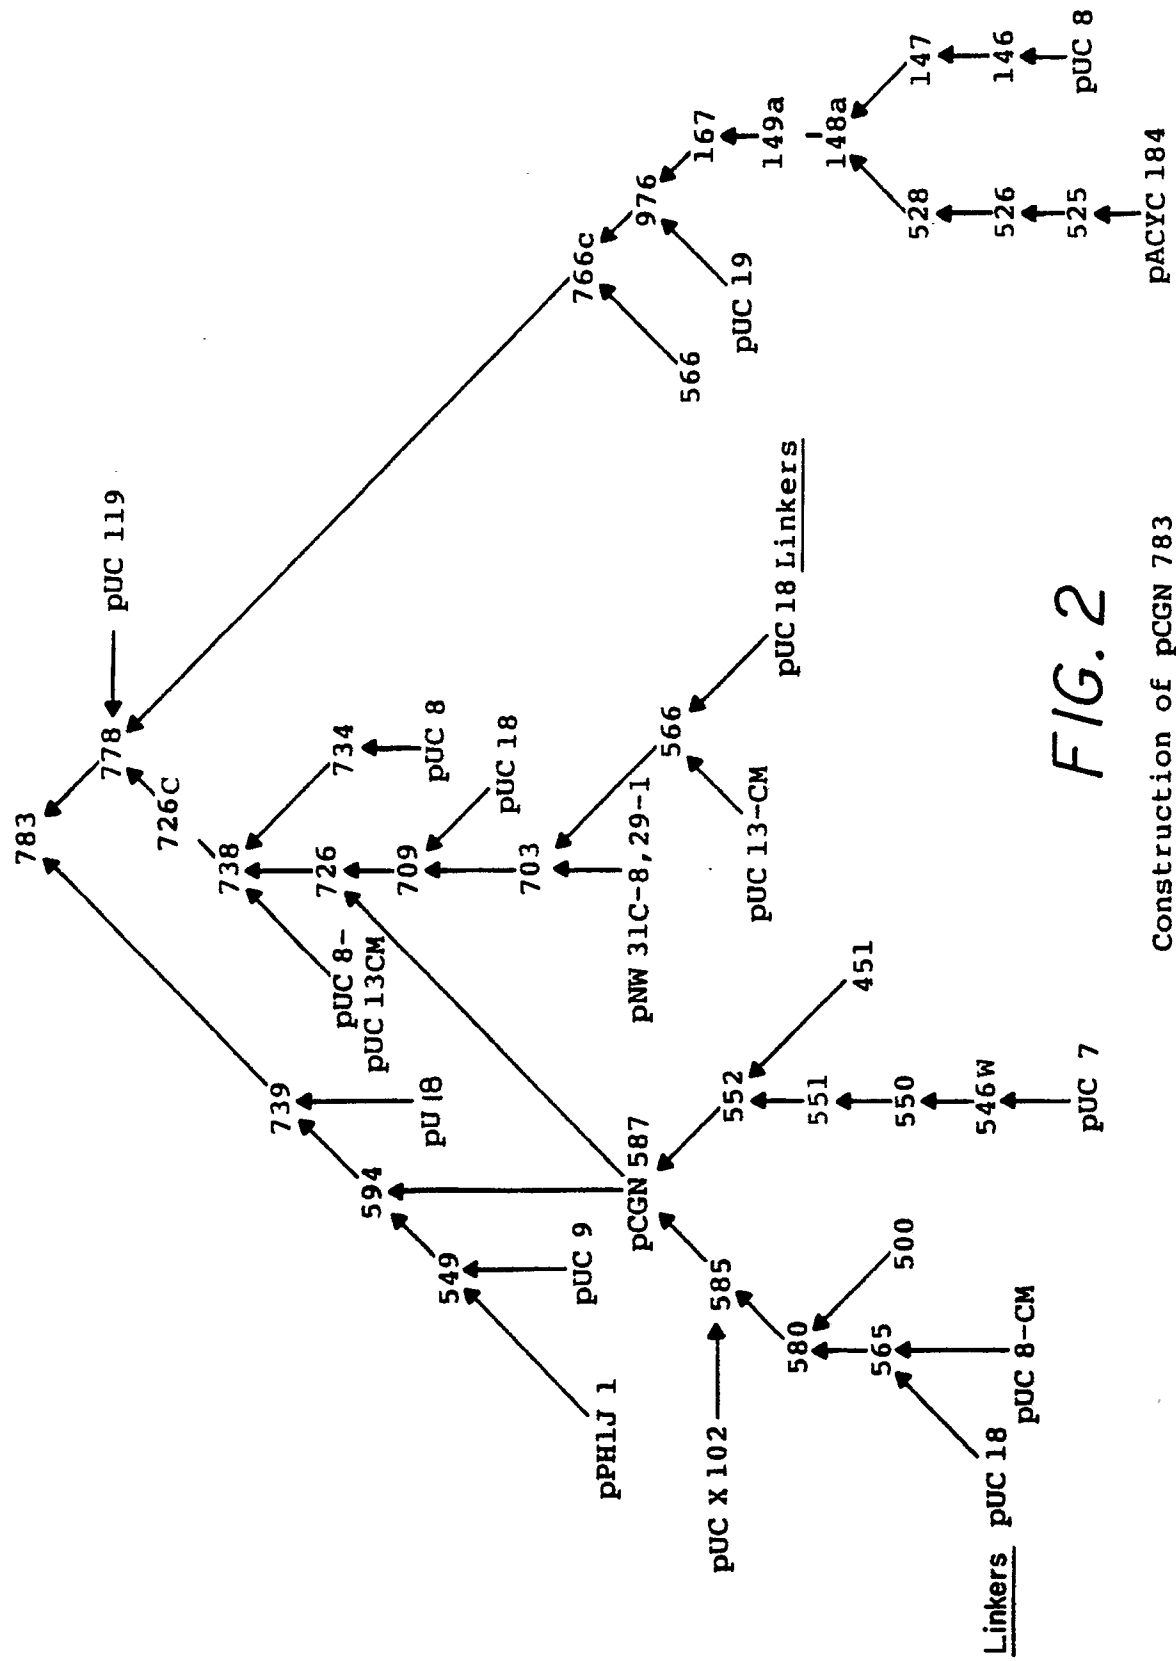 783
778
pUC 119
726C
739
738
734
594
pU 18
pUC 8-
pUC 13CM
726
pUC 8
549
709
pUC 18
766c
pPH1J 1
pUC 9
703
976
pCGN 587
pNW 31C-8, 29-1
566
566
167
pUC X 102
585
552
pUC 13-CM
pUC 18 Linkers
pUC 19
149a
580
551
148a
565
500
550
451
528
147
Linkers pUC 18
pUC 8-CM
546W
526
146
pUC 7
525
pUC 8
pACYC 184
FIG. 2
Construction of pCGN 783